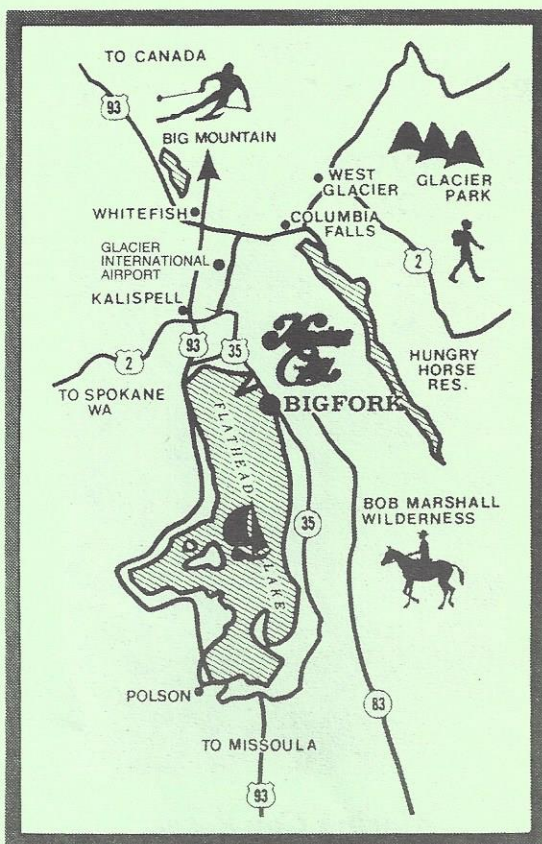 TO CANADA
93
BIG MOUNTAIN
WEST
GLACIER
GLACIER
PARK
WHITEFISH
COLUMBIA
FALLS
GLACIER
INTERNATIONAL
AIRPORT
2
KALISPELL
Marina
Cay
2
93
35
HUNGRY
HORSE
RES.
TO SPOKANE
WA
BIGFORK
FLATHEAD
LAKE
35
BOB MARSHALL
WILDERNESS
POLSON
83
TO MISSOULA
93